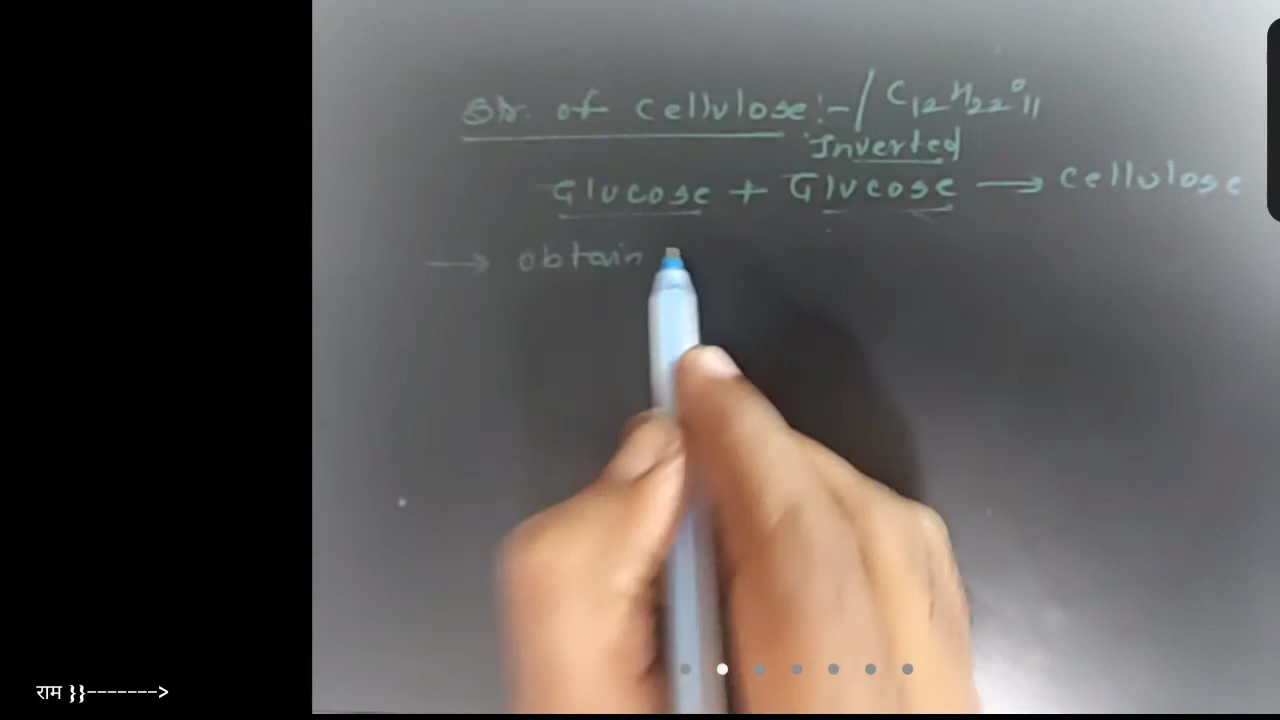 Str. of cellulose:- / C12H22O11
Inverted
Glucose + Glucose → cellulose
→ obtain
राम }}------->